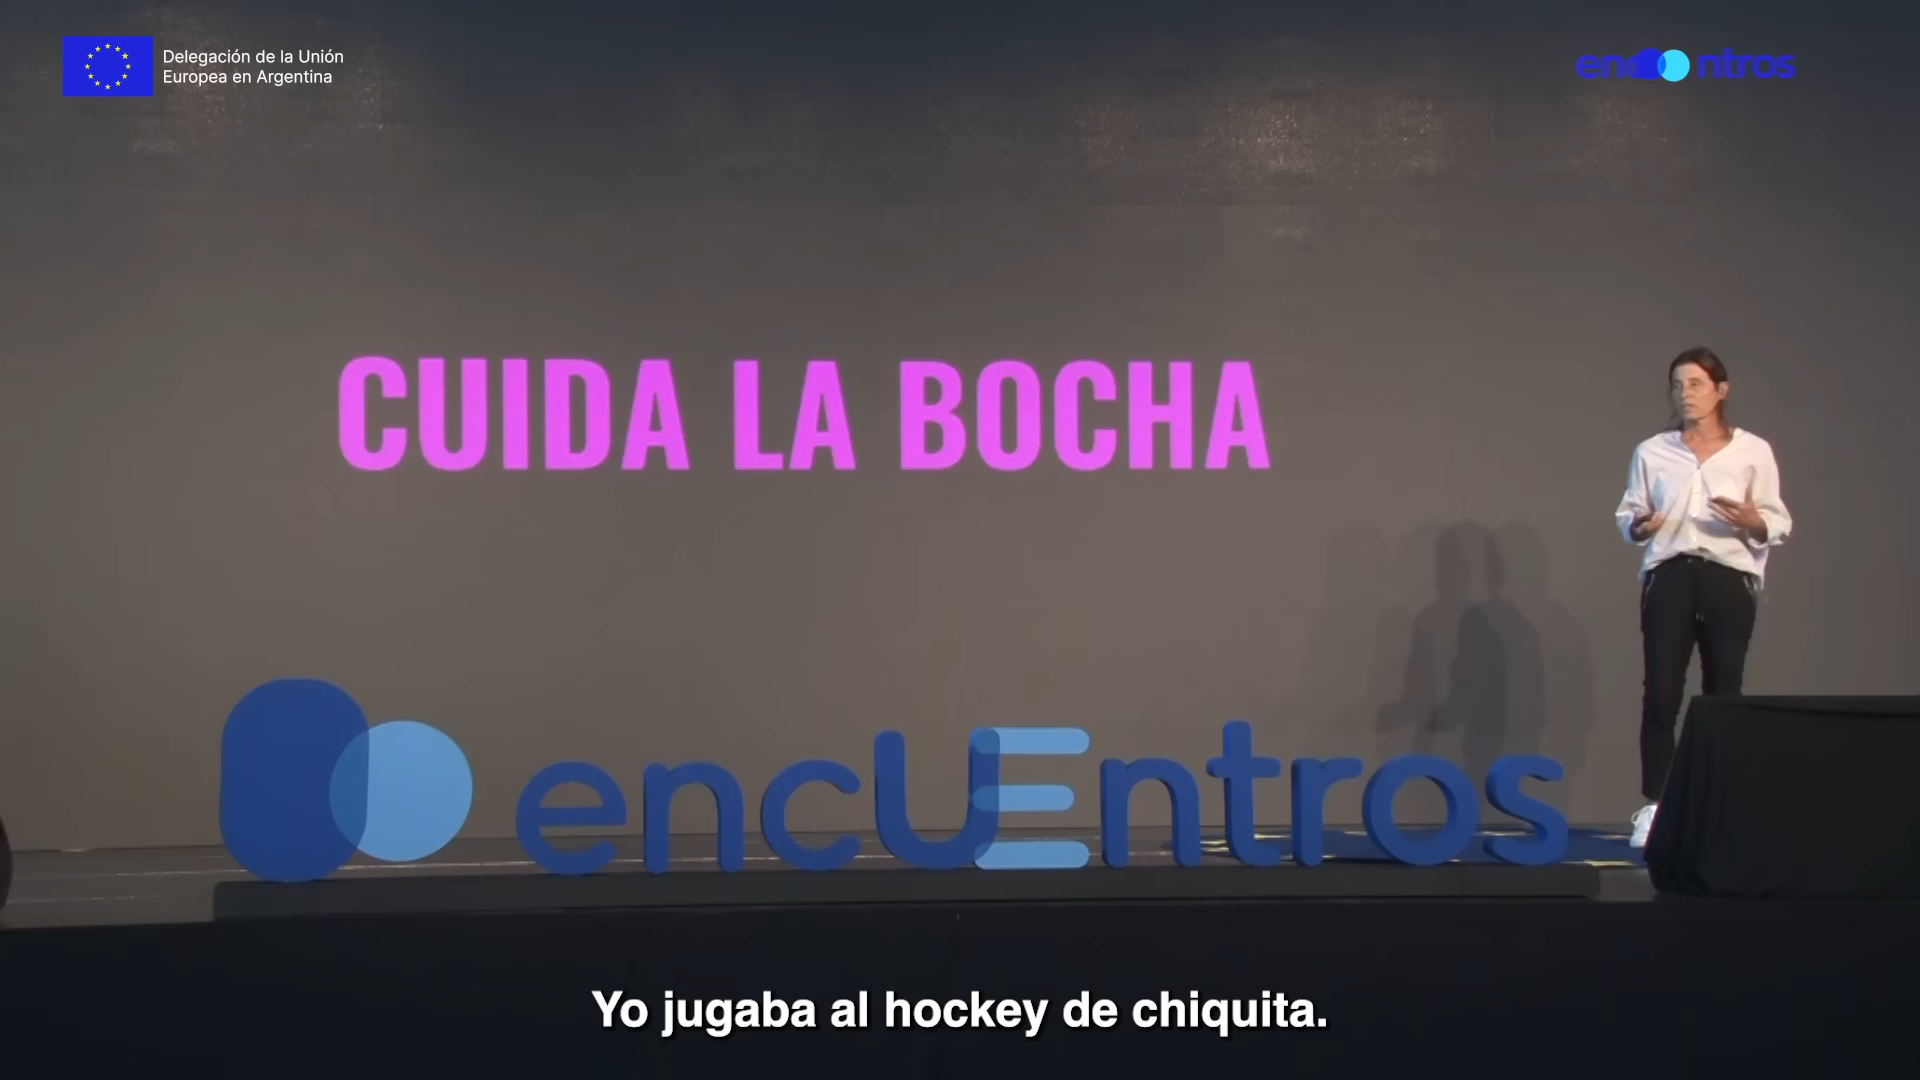 Delegación de la Unión
Europea en Argentina
encuentros
CUIDA LA BOCHA
encUEntros
Yo jugaba al hockey de chiquita.